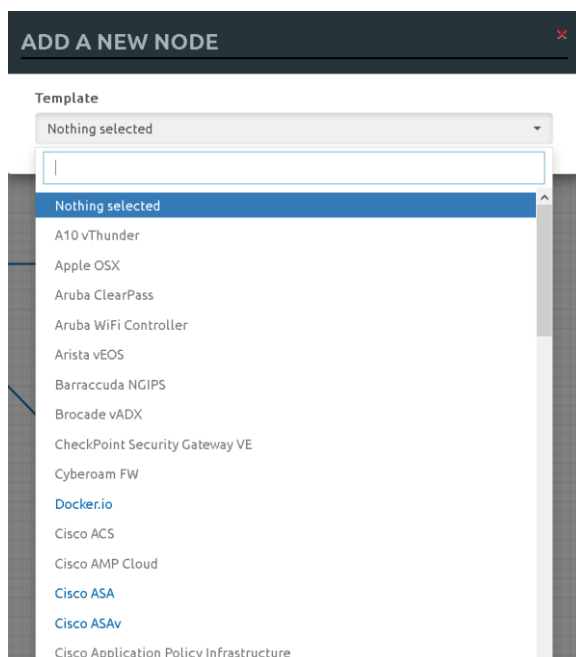 ADD A NEW NODE
Template
Nothing selected
Nothing selected
A10 vThunder
Apple OSX
Aruba ClearPass
Aruba WiFi Controller
Arista vEOS
Barraccuda NGIPS
Brocade vADX
CheckPoint Security Gateway VE
Cyberoam FW
Docker.io
Cisco ACS
Cisco AMP Cloud
Cisco ASA
Cisco ASAv
Cisco Application Policy Infrastructure